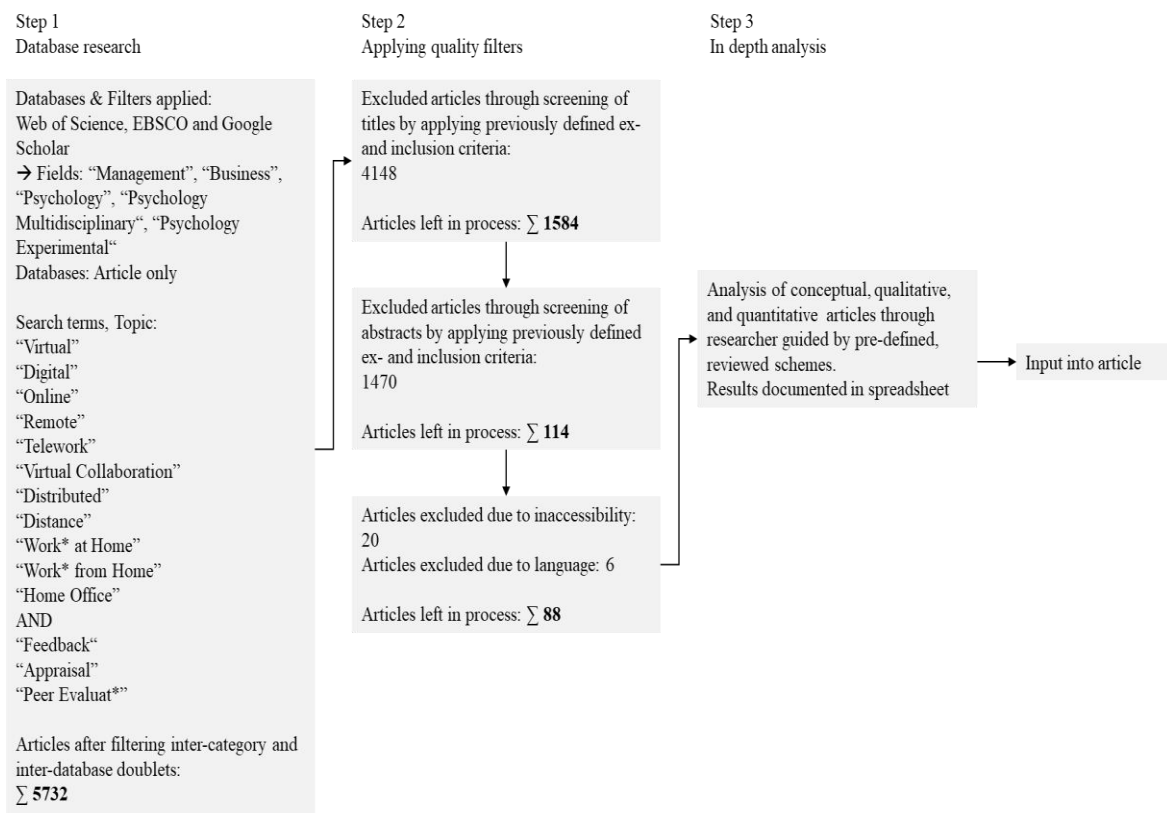 Step 1
Database research
Databases & Filters applied:
Web of Science, EBSCO and Google
Scholar
→ Fields: “Management”, “Business”,
“Psychology”, “Psychology
Multidisciplinary“, “Psychology
Experimental“
Databases: Article only
Search terms, Topic:
“Virtual”
“Digital”
“Online”
“Remote”
“Telework”
“Virtual Collaboration”
“Distributed”
“Distance”
“Work* at Home”
“Work* from Home”
“Home Office”
AND
“Feedback“
“Appraisal”
“Peer Evaluat*”
Articles after filtering inter-category and
inter-database doublets:
∑ 5732
Step 2
Applying quality filters
Excluded articles through screening of
titles by applying previously defined ex-
and inclusion criteria:
4148
Articles left in process: ∑ 1584
Excluded articles through screening of
abstracts by applying previously defined
ex- and inclusion criteria:
1470
Articles left in process: ∑ 114
Articles excluded due to inaccessibility:
20
Articles excluded due to language: 6
Articles left in process: ∑ 88
Step 3
In depth analysis
Analysis of conceptual, qualitative,
and quantitative articles through
researcher guided by pre-defined,
reviewed schemes.
Results documented in spreadsheet
Input into article